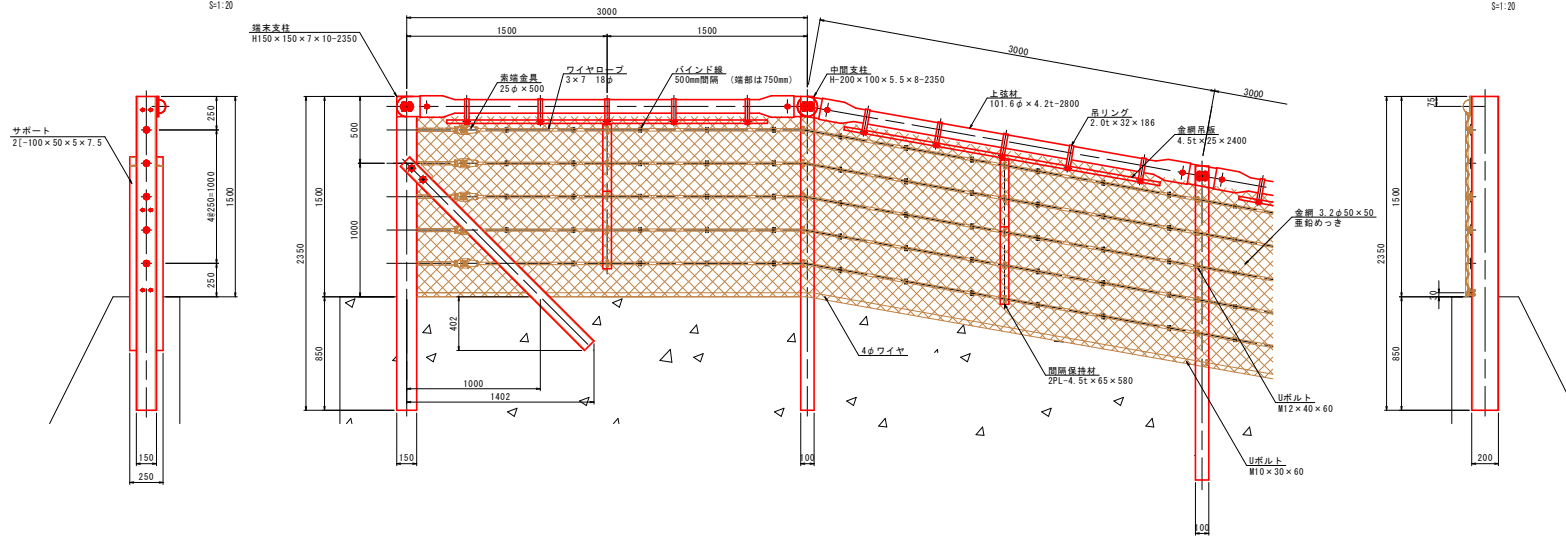 S=1:20
S=1:20
端末支柱
H150×150×7×10-2350
3000
1500
1500
3000
3000
素端金具
25φ×500
ワイヤロープ
3×7 18φ
バインド線
500mm間隔 (端部は750mm)
中間支柱
H-200×100×5.5×8-2350
上弦材
101.6φ×4.2t-2800
吊リング
2.0t×32×186
金網吊板
4.5t×25×2400
サポート
2[-100×50×5×7.5
250
4@250=1000
1500
250
150
250
2350
1500
850
500
1000
402
1000
1402
150
100
100
金網 3.2φ50×50
亜鉛めっき
4φワイヤ
間隔保持材
2PL-4.5t×65×580
Uボルト
M12×40×60
Uボルト
M10×30×60
75
1500
2350
30
850
200